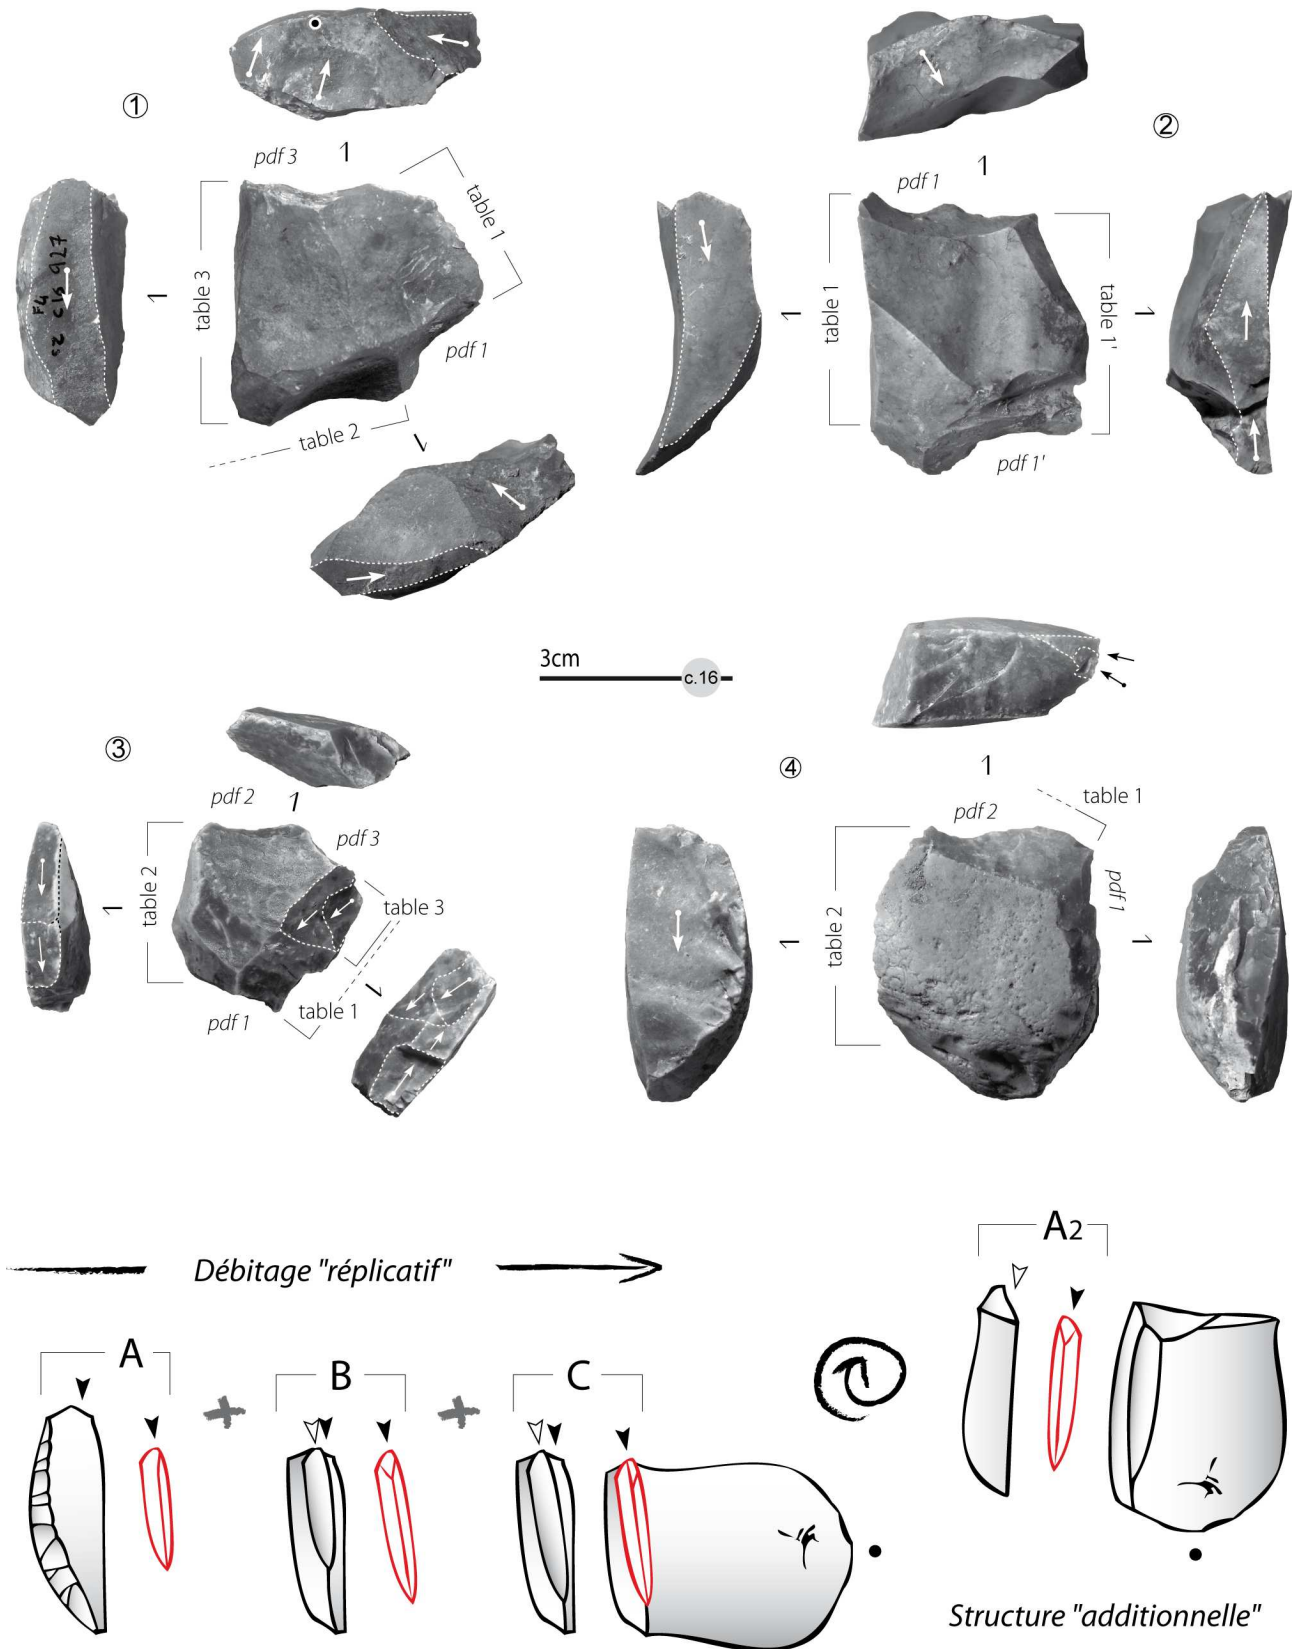 ①
pdf 3
1
table 1
table 3
1
F4
sz cls 927
pdf 1
table 2
1
②
pdf 1
1
table 1
1
table 1'
1
pdf 1'
3cm
c.16
③
pdf 2
1
pdf 3
table 2
1
table 3
table 1
1
pdf 1
④
1
table 1
pdf 2
pdf 1
table 2
1
1
Débitage "réplicatif"
A
B
C
A2
Structure "additionnelle"